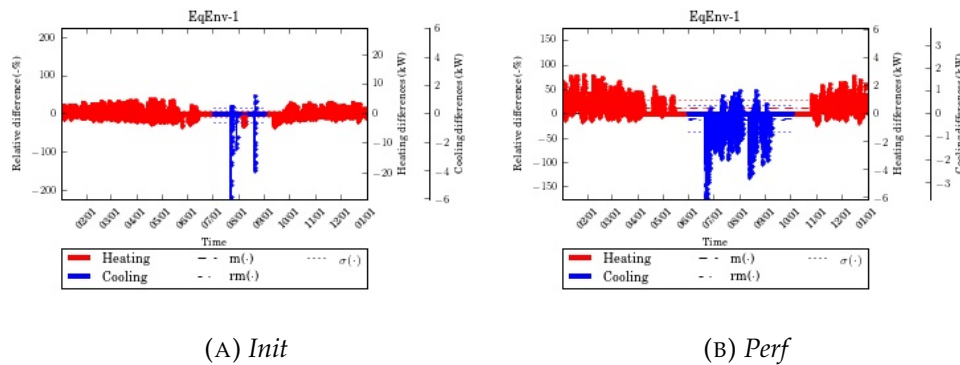 EqEnv-1
Relative difference (-%)
200
100
0
−100
−200
20
10
0
−10
−20
Heating differences (kW)
6
4
2
0
−2
−4
−6
Cooling differences (kW)
02/01 03/01 04/01 05/01 06/01 07/01 08/01 09/01 10/01 11/01 12/01 01/01
Time
Heating m(·) σ(·)
Cooling rm(·)
(A) Init
EqEnv-1
Relative difference (-%)
150
100
50
0
−50
−100
−150
6
4
2
0
−2
−4
−6
Heating differences (kW)
3
2
1
0
−1
−2
−3
Cooling differences (kW)
02/01 03/01 04/01 05/01 06/01 07/01 08/01 09/01 10/01 11/01 12/01 01/01
Time
Heating m(·) σ(·)
Cooling rm(·)
(B) Perf